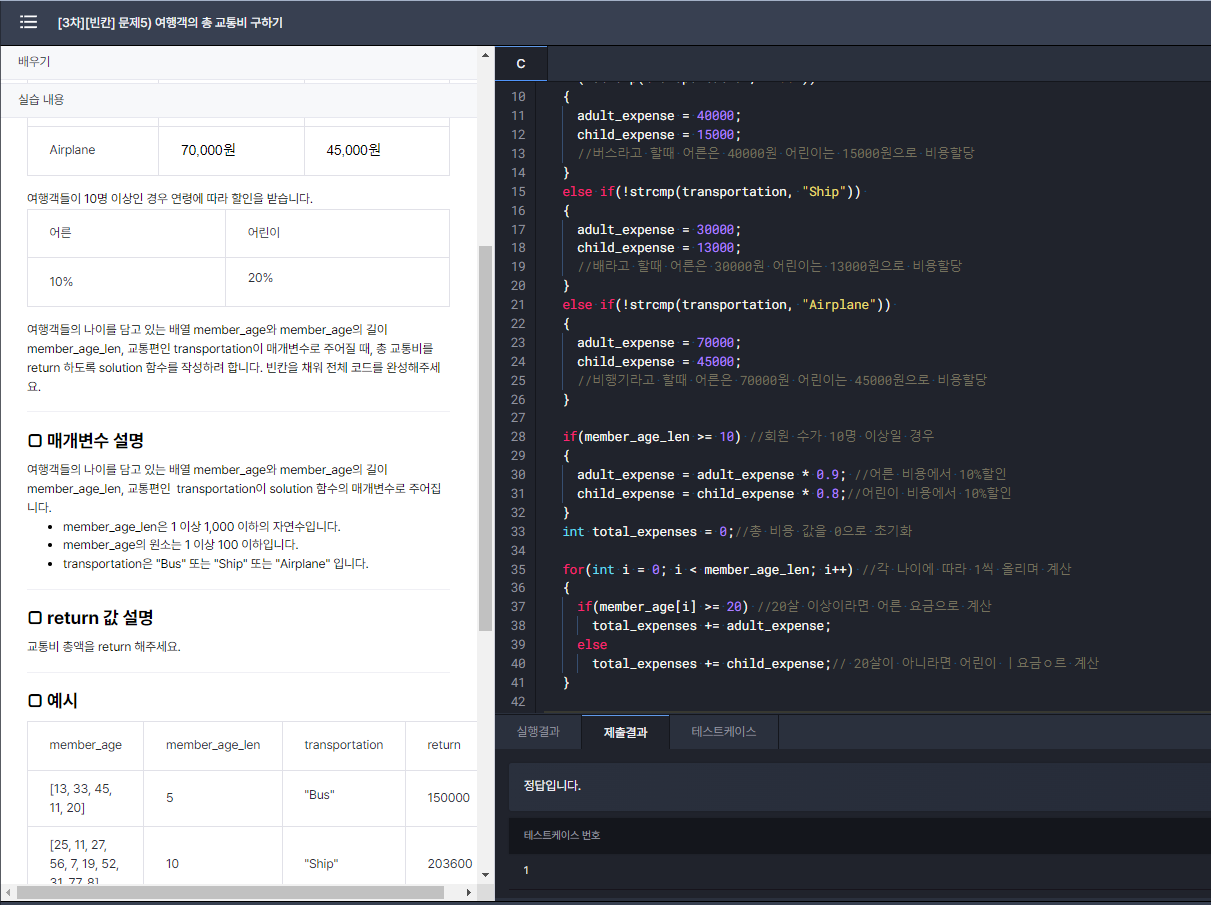 [3차][빈칸] 문제5) 여행객의 총 교통비 구하기
배우기
실습 내용
Airplane 70,000원 45,000원
여행객들이 10명 이상인 경우 연령에 따라 할인을 받습니다.
어른 어린이
10% 20%
여행객들의 나이를 담고 있는 배열 member_age와 member_age의 길이
member_age_len, 교통편인 transportation이 매개변수로 주어질 때, 총 교통비를
return 하도록 solution 함수를 작성하려 합니다. 빈칸을 채워 전체 코드를 완성해주세
요.
매개변수 설명
여행객들의 나이를 담고 있는 배열 member_age와 member_age의 길이
member_age_len, 교통편인 transportation이 solution 함수의 매개변수로 주어집
니다.
• member_age_len은 1 이상 1,000 이하의 자연수입니다.
• member_age의 원소는 1 이상 100 이하입니다.
• transportation은 "Bus" 또는 "Ship" 또는 "Airplane" 입니다.
return 값 설명
교통비 총액을 return 해주세요.
예시
member_age member_age_len transportation return
[13, 33, 45,
11, 20] 5 "Bus" 150000
[25, 11, 27,
56, 7, 19, 52, 10 "Ship" 203600
31, 77, 8]
C
10 {
11 adult_expense = 40000;
12 child_expense = 15000;
13 //버스라고 할때 어른은 40000원 어린이는 15000원으로 비용할당
14 }
15 else if(!strcmp(transportation, "Ship"))
16 {
17 adult_expense = 30000;
18 child_expense = 13000;
19 //배라고 할때 어른은 30000원 어린이는 13000원으로 비용할당
20 }
21 else if(!strcmp(transportation, "Airplane"))
22 {
23 adult_expense = 70000;
24 child_expense = 45000;
25 //비행기라고 할때 어른은 70000원 어린이는 45000원으로 비용할당
26 }
27
28 if(member_age_len >= 10) //회원 수가 10명 이상일 경우
29 {
30 adult_expense = adult_expense * 0.9; //어른 비용에서 10%할인
31 child_expense = child_expense * 0.8;//어린이 비용에서 10%할인
32 }
33 int total_expenses = 0;//총 비용 값을 0으로 초기화
34
35 for(int i = 0; i < member_age_len; i++) //각 나이에 따라 1씩 올리며 계산
36 {
37 if(member_age[i] >= 20) //20살 이상이라면 어른 요금으로 계산
38 total_expenses += adult_expense;
39 else
40 total_expenses += child_expense;// 20살이 아니라면 어린이 ㅣ요금ㅇ르 계산
41 }
42
실행결과 제출결과 테스트케이스
정답입니다.
테스트케이스 번호
1